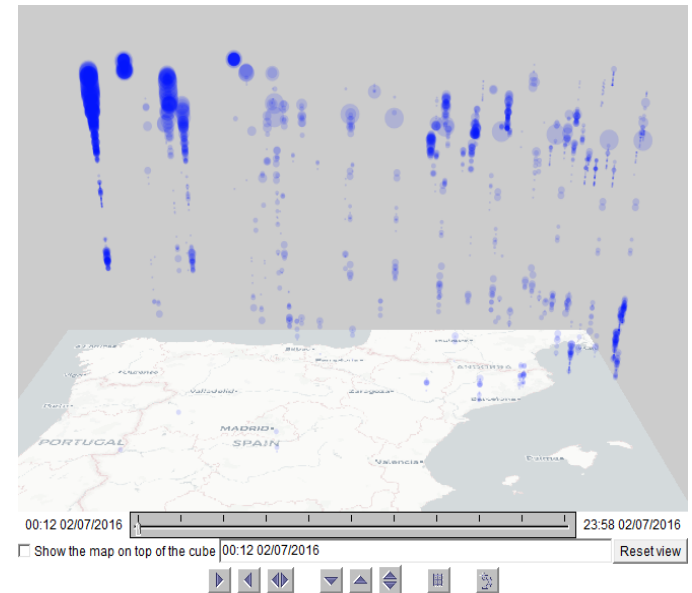 ANDORRA
Valladolid
Zaragoza
Barcelona
MADRID
PORTUGAL
SPAIN
Valencia
00:12 02/07/2016
23:58 02/07/2016
Show the map on top of the cube
00:12 02/07/2016
Reset view